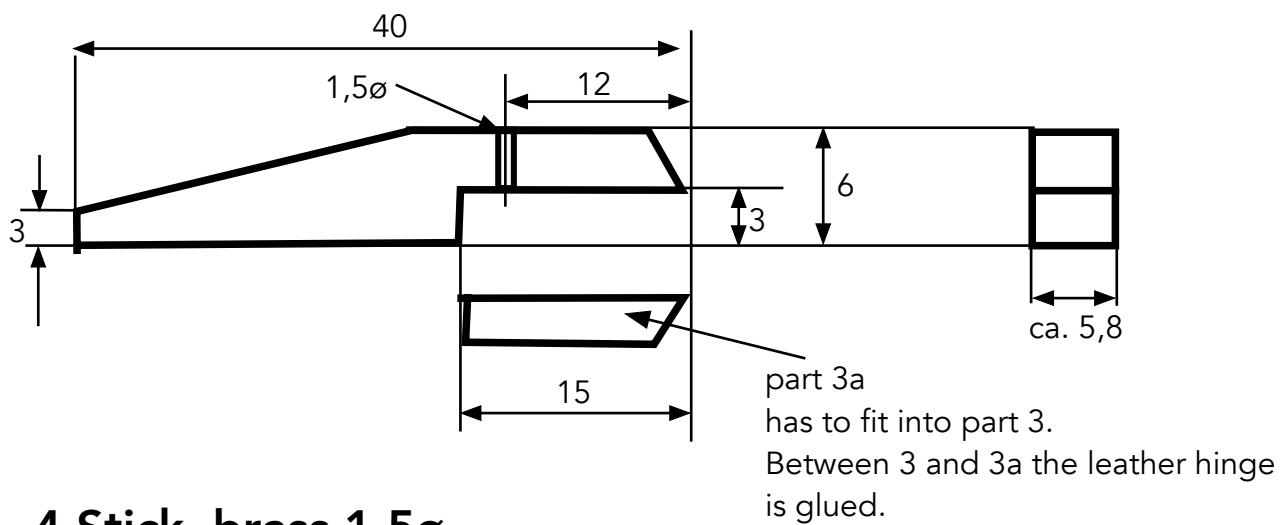 40
1,5ø
12
3
6
3
ca. 5,8
15
part 3a
has to fit into part 3.
Between 3 and 3a the leather hinge
is glued.
4 Stick, brass 1,5ø